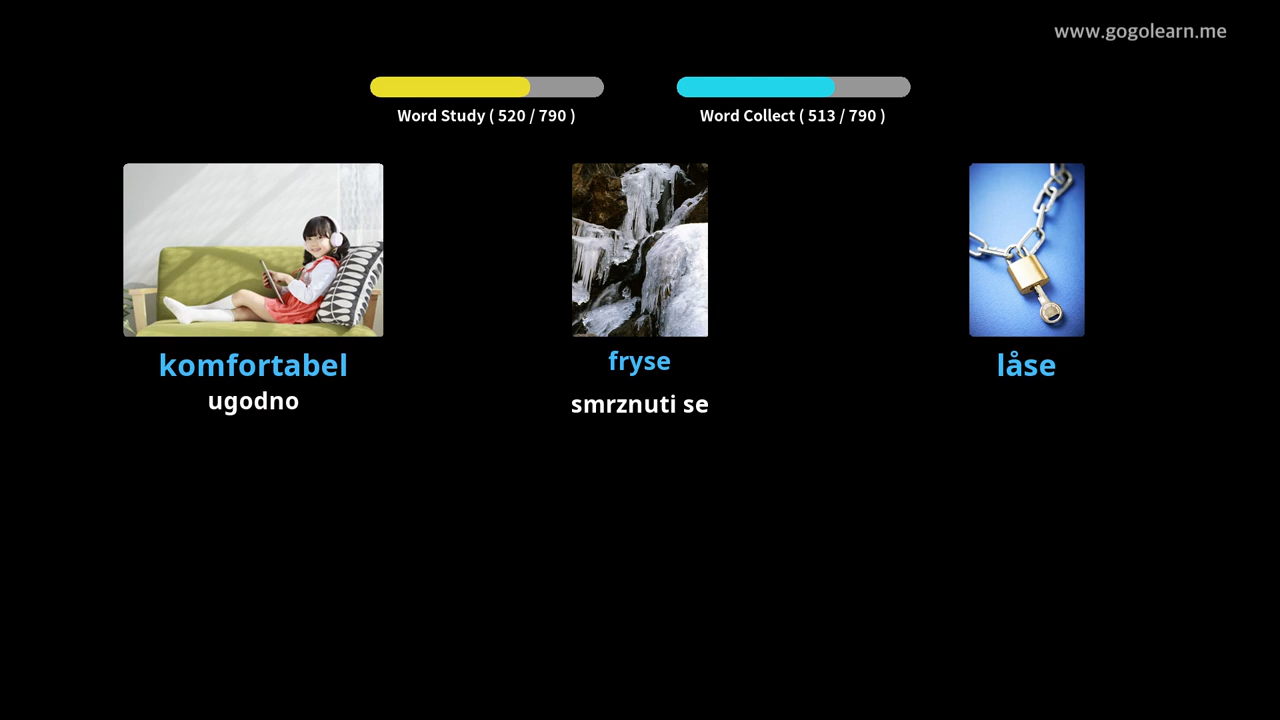 www.gogolearn.me
Word Study ( 520 / 790 )
Word Collect ( 513 / 790 )
komfortabel
ugodno
fryse
smrznuti se
låse